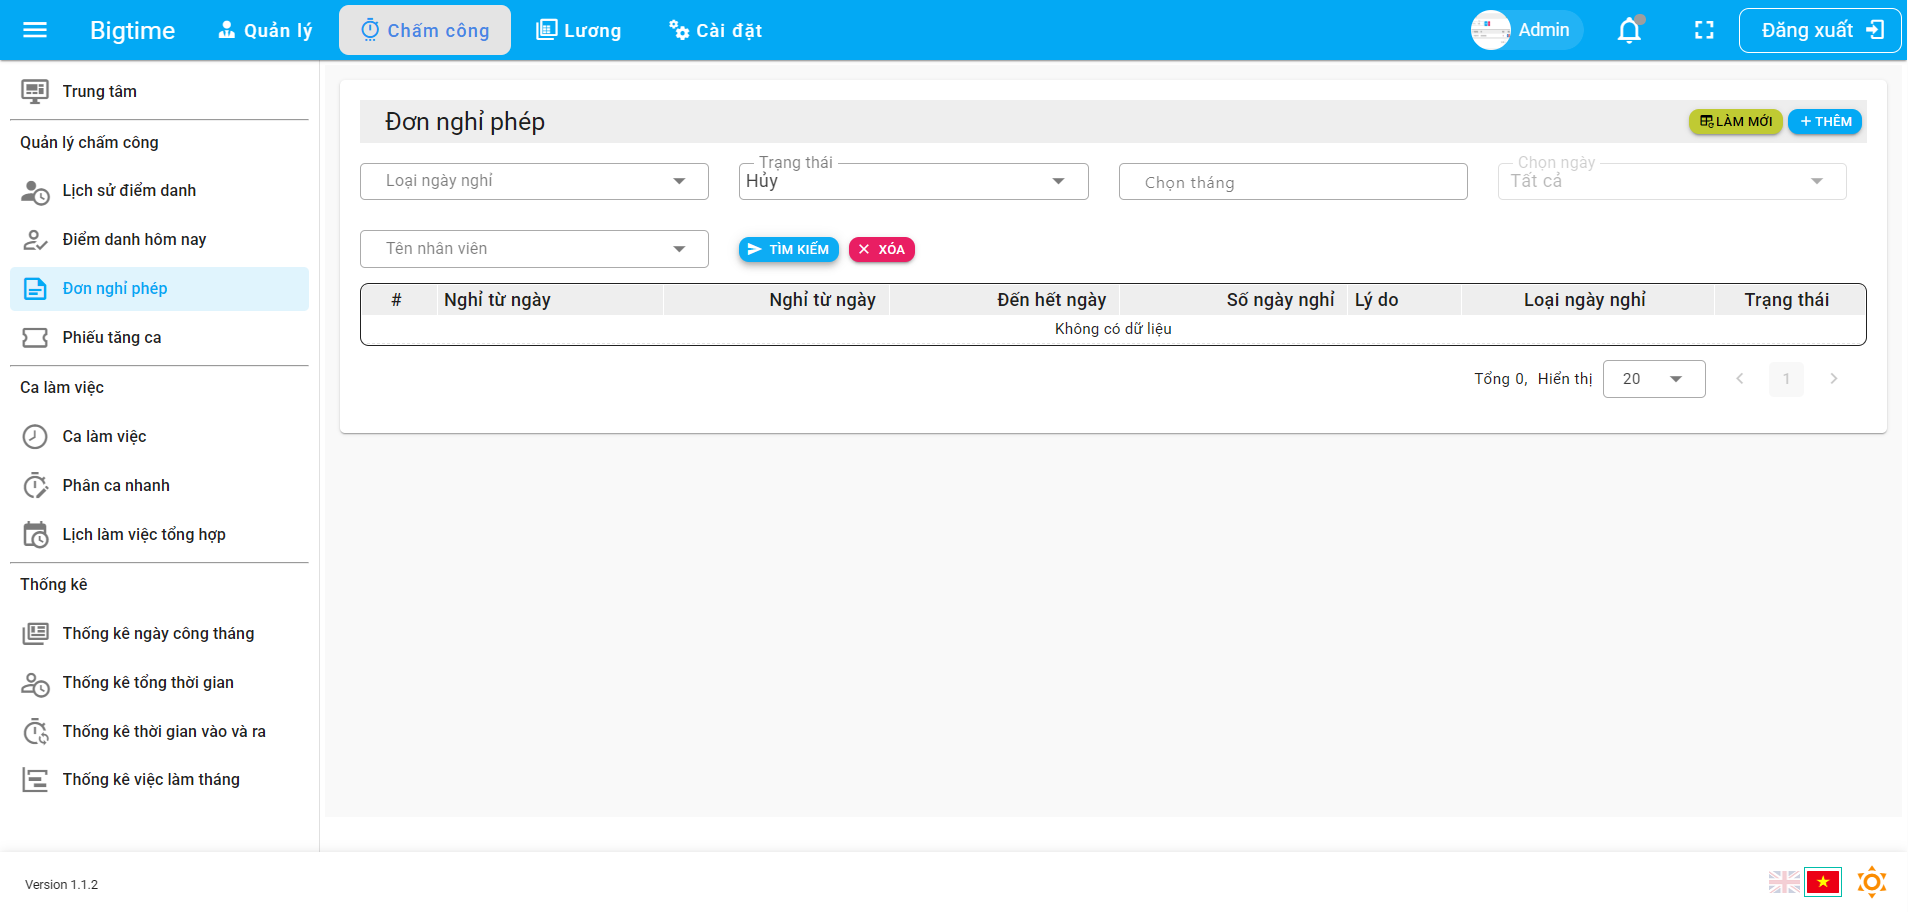 Bigtime
Quản lý
Chấm công
Lương
Cài đặt
Admin
Đăng xuất
Trung tâm
Quản lý chấm công
Lịch sử điểm danh
Điểm danh hôm nay
Đơn nghỉ phép
Phiếu tăng ca
Ca làm việc
Ca làm việc
Phân ca nhanh
Lịch làm việc tổng hợp
Thống kê
Thống kê ngày công tháng
Thống kê tổng thời gian
Thống kê thời gian vào và ra
Thống kê việc làm tháng
Đơn nghỉ phép
LÀM MỚI
THÊM
Loại ngày nghỉ
Trạng thái
Hủy
Chọn tháng
Chọn ngày
Tất cả
Tên nhân viên
TÌM KIẾM
XÓA
# Nghỉ từ ngày Nghỉ từ ngày Đến hết ngày Số ngày nghỉ Lý do Loại ngày nghỉ Trạng thái
Không có dữ liệu
Tổng 0, Hiển thị 20 1
Version 1.1.2